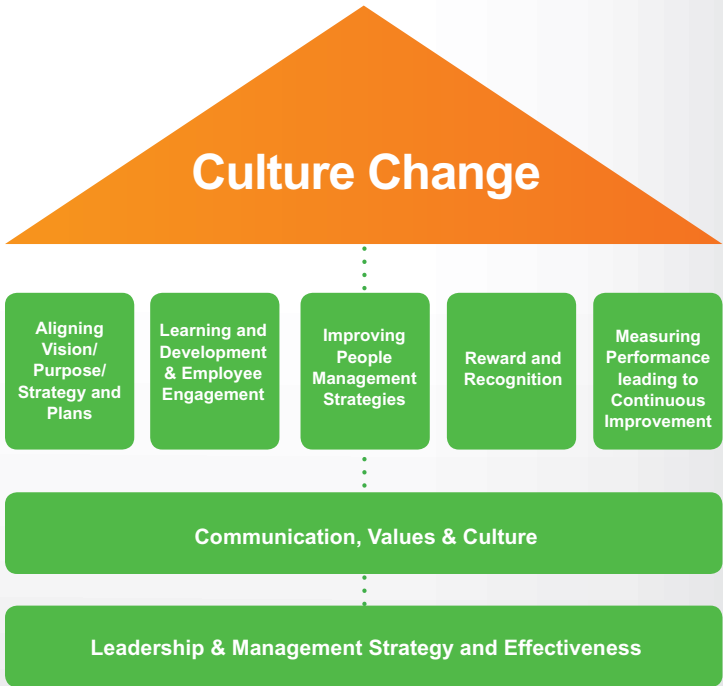 Culture Change
Aligning
Vision/
Purpose/
Strategy and
Plans
Learning and
Development
& Employee
Engagement
Improving
People
Management
Strategies
Reward and
Recognition
Measuring
Performance
leading to
Continuous
Improvement
Communication, Values & Culture
Leadership & Management Strategy and Effectiveness